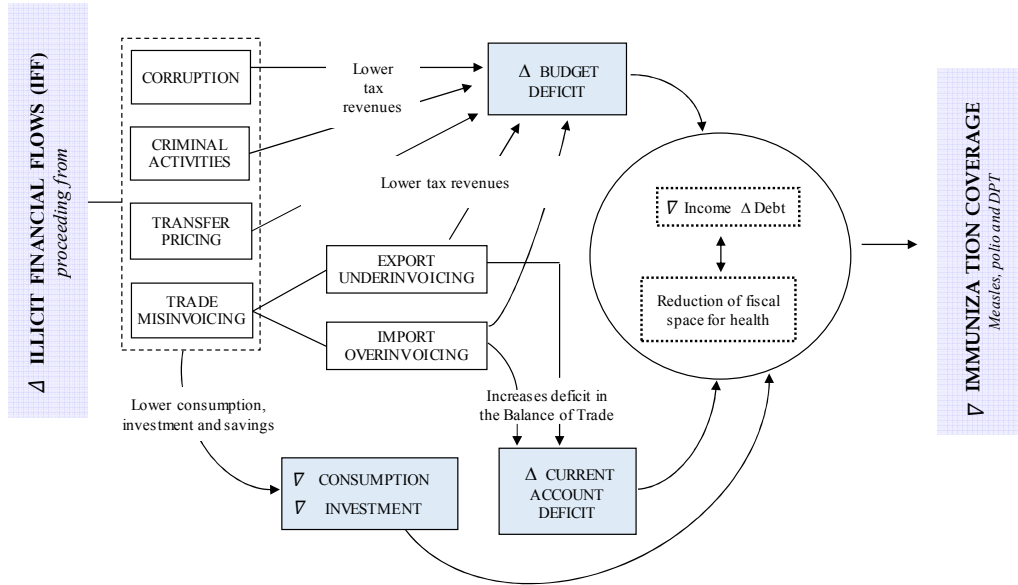 Δ ILLICIT FINANCIAL FLOWS (IFF)
proceeding from
CORRUPTION
CRIMINAL
ACTIVITIES
TRANSFER
PRICING
TRADE
MISINVOICING
Lower
tax
revenues
Lower tax revenues
EXPORT
UNDERINVOICING
IMPORT
OVERINVOICING
Lower consumption,
investment and savings
∇ CONSUMPTION
∇ INVESTMENT
Δ BUDGET
DEFICIT
Increases deficit in
the Balance of Trade
Δ CURRENT
ACCOUNT
DEFICIT
∇ Income Δ Debt
Reduction of fiscal
space for health
∇ IMMUNIZA TION COVERAGE
Measles, polio and DPT